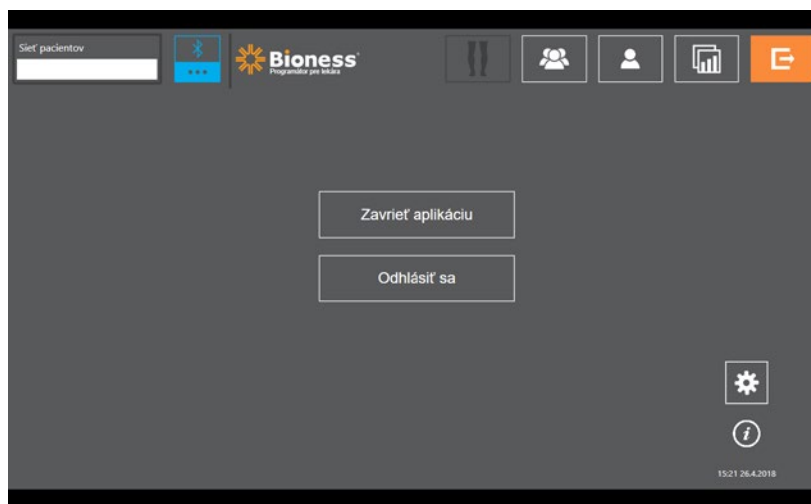 Sieť pacientov
Bioness
Programátor pre lekára
Zavrieť aplikáciu
Odhlásiť sa
15:21 26.4.2018